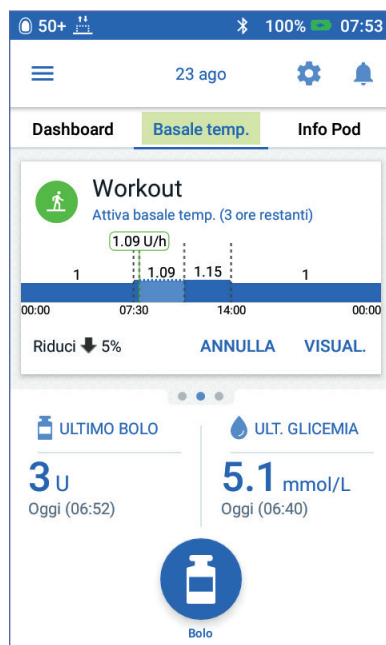 50+ 100% 07:53
23 ago
Dashboard Basale temp. Info Pod
Workout
Attiva basale temp. (3 ore restanti)
1.09 U/h
1 1.09 1.15 1
00:00 07:30 14:00 00:00
Riduci 5% ANNULLA VISUAL.
ULTIMO BOLO ULT. GLICEMIA
3 U 5.1 mmol/L
Oggi (06:52) Oggi (06:40)
Bolo